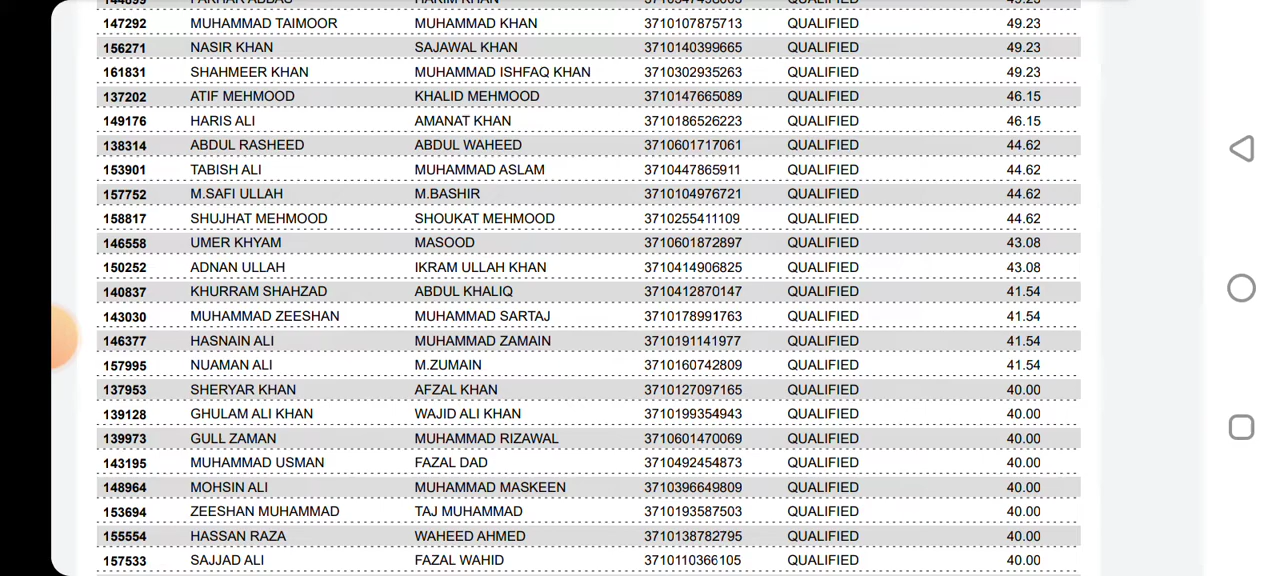 147292 MUHAMMAD TAIMOOR MUHAMMAD KHAN 3710107875713 QUALIFIED 49.23
156271 NASIR KHAN SAJAWAL KHAN 3710140399665 QUALIFIED 49.23
161831 SHAHMEER KHAN MUHAMMAD ISHFAQ KHAN 3710302935263 QUALIFIED 49.23
137202 ATIF MEHMOOD KHALID MEHMOOD 3710147665089 QUALIFIED 46.15
149176 HARIS ALI AMANAT KHAN 3710186526223 QUALIFIED 46.15
138314 ABDUL RASHEED ABDUL WAHEED 3710601717061 QUALIFIED 44.62
153901 TABISH ALI MUHAMMAD ASLAM 3710447865911 QUALIFIED 44.62
157752 M.SAFI ULLAH M.BASHIR 3710104976721 QUALIFIED 44.62
158817 SHUJHAT MEHMOOD SHOUKAT MEHMOOD 3710255411109 QUALIFIED 44.62
146558 UMER KHYAM MASOOD 3710601872897 QUALIFIED 43.08
150252 ADNAN ULLAH IKRAM ULLAH KHAN 3710414906825 QUALIFIED 43.08
140837 KHURRAM SHAHZAD ABDUL KHALIQ 3710412870147 QUALIFIED 41.54
143030 MUHAMMAD ZEESHAN MUHAMMAD SARTAJ 3710178991763 QUALIFIED 41.54
146377 HASNAIN ALI MUHAMMAD ZAMAIN 3710191141977 QUALIFIED 41.54
157995 NUAMAN ALI M.ZUMAIN 3710160742809 QUALIFIED 41.54
137953 SHERYAR KHAN AFZAL KHAN 3710127097165 QUALIFIED 40.00
139128 GHULAM ALI KHAN WAJID ALI KHAN 3710199354943 QUALIFIED 40.00
139973 GULL ZAMAN MUHAMMAD RIZAWAL 3710601470069 QUALIFIED 40.00
143195 MUHAMMAD USMAN FAZAL DAD 3710492454873 QUALIFIED 40.00
148964 MOHSIN ALI MUHAMMAD MASKEEN 3710396649809 QUALIFIED 40.00
153694 ZEESHAN MUHAMMAD TAJ MUHAMMAD 3710193587503 QUALIFIED 40.00
155554 HASSAN RAZA WAHEED AHMED 3710138782795 QUALIFIED 40.00
157533 SAJJAD ALI FAZAL WAHID 3710110366105 QUALIFIED 40.00